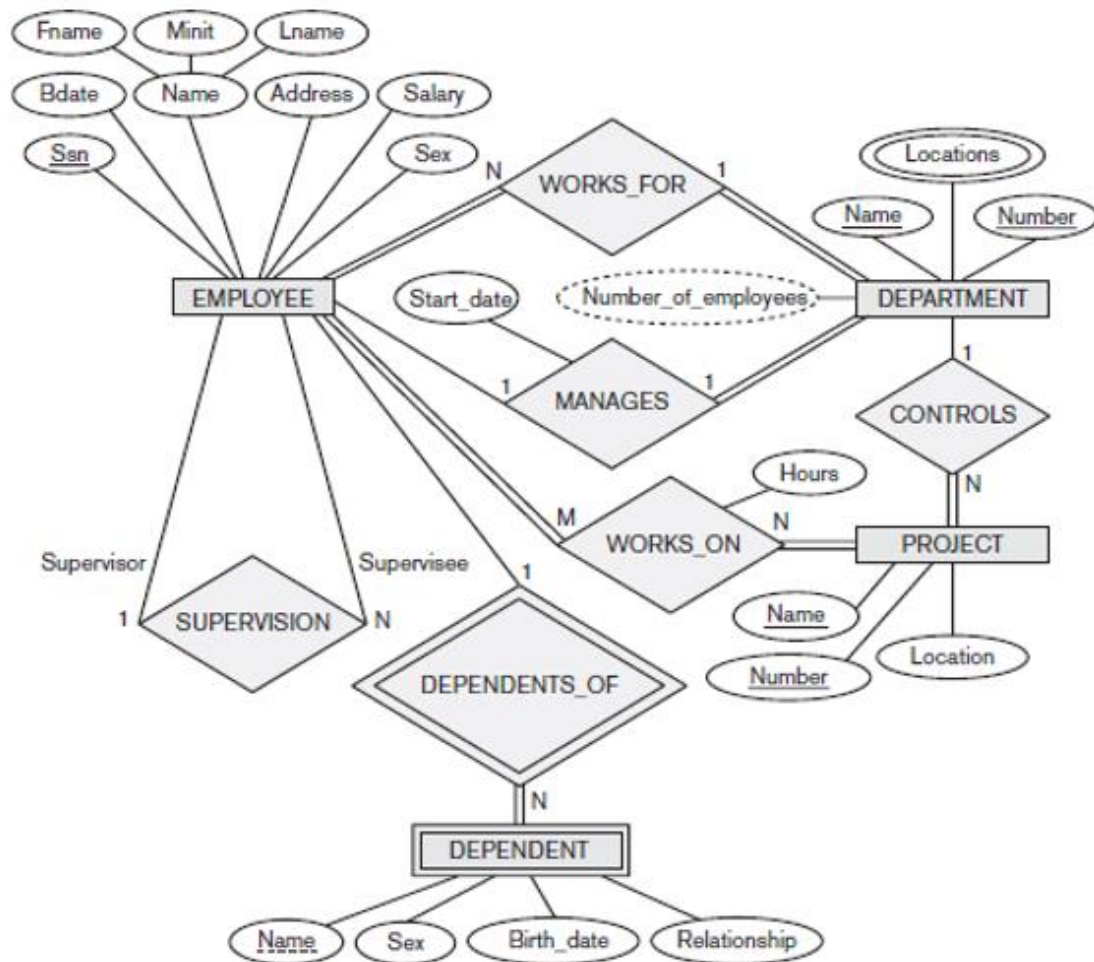 Fname
Minit
Lname
Bdate
Name
Address
Salary
Ssn
Sex
N
WORKS_FOR
1
Locations
Name
Number
EMPLOYEE
Start_date
Number_of_employees
DEPARTMENT
1
MANAGES
1
1
CONTROLS
N
Hours
M
WORKS_ON
N
PROJECT
Supervisor
Supervisee
1
SUPERVISION
N
1
Name
Number
Location
DEPENDENTS_OF
N
DEPENDENT
Name
Sex
Birth_date
Relationship